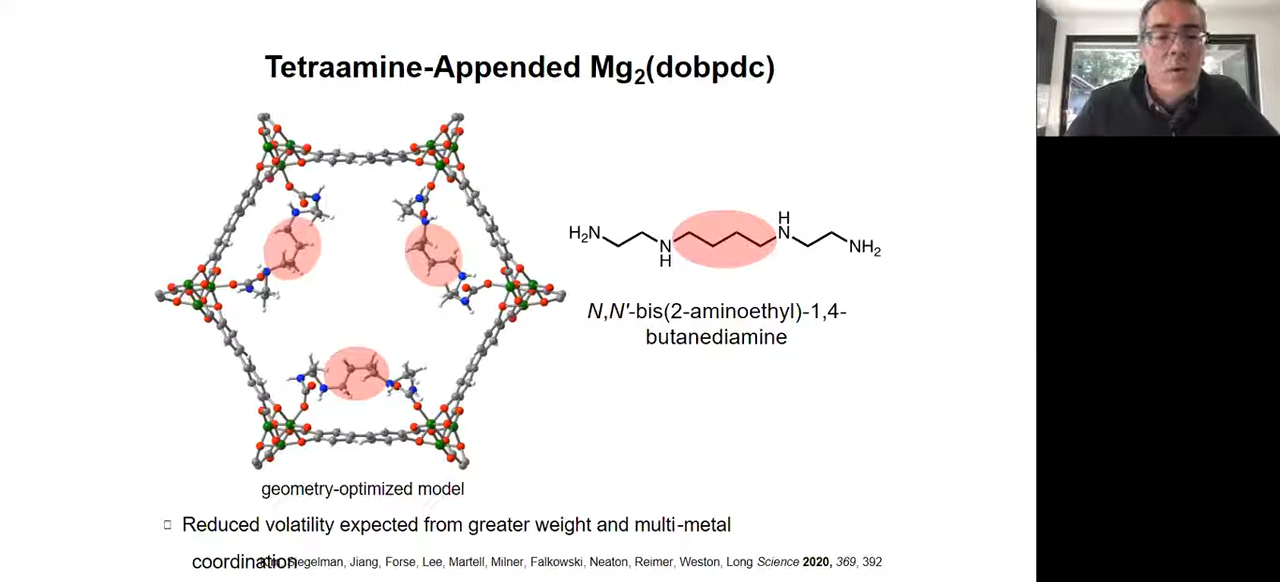 Tetraamine-Appended Mg2(dobpdc)
H2N
N
H
H
N
NH2
N,N'-bis(2-aminoethyl)-1,4-
butanediamine
geometry-optimized model
Reduced volatility expected from greater weight and multi-metal
coordination
Siegelman, Jiang, Forse, Lee, Martell, Milner, Falkowski, Neaton, Reimer, Weston, Long Science 2020, 369, 392